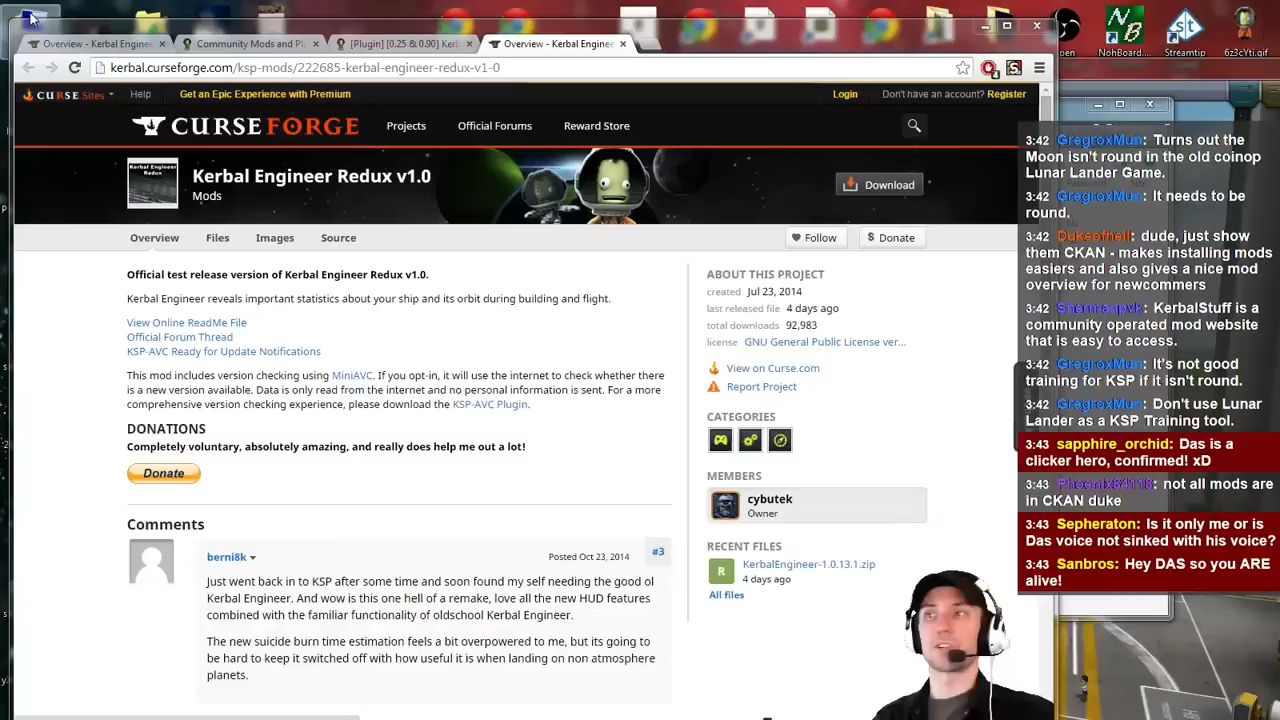 Overview - Kerbal Enginee
Community Mods and Pl
[Plugin] [0.25 & 0.90] Kerb
Overview - Kerbal Enginee
kerbal.curseforge.com/ksp-mods/222685-kerbal-engineer-redux-v1-0
CURSE Sites
Help
Get an Epic Experience with Premium
Login
Don't have an account? Register
CURSEFORGE
Projects
Official Forums
Reward Store
Kerbal Engineer Redux
Kerbal Engineer Redux v1.0
Mods
Download
Overview
Files
Images
Source
Follow
$ Donate
Official test release version of Kerbal Engineer Redux v1.0.
Kerbal Engineer reveals important statistics about your ship and its orbit during building and flight.
View Online ReadMe File
Official Forum Thread
KSP-AVC Ready for Update Notifications
This mod includes version checking using MiniAVC. If you opt-in, it will use the internet to check whether there
is a new version available. Data is only read from the internet and no personal information is sent. For a more
comprehensive version checking experience, please download the KSP-AVC Plugin.
DONATIONS
Completely voluntary, absolutely amazing, and really does help me out a lot!
Donate
Comments
berni8k
Posted Oct 23, 2014
#3
Just went back in to KSP after some time and soon found my self needing the good ol
Kerbal Engineer. And wow is this one hell of a remake, love all the new HUD features
combined with the familiar functionality of oldschool Kerbal Engineer.
The new suicide burn time estimation feels a bit overpowered to me, but its going to
be hard to keep it switched off with how useful it is when landing on non atmosphere
planets.
ABOUT THIS PROJECT
created Jul 23, 2014
last released file 4 days ago
total downloads 92,983
license GNU General Public License ver...
View on Curse.com
Report Project
CATEGORIES
MEMBERS
cybutek
Owner
RECENT FILES
R
KerbalEngineer-1.0.13.1.zip
4 days ago
All files
NohBoard...
Streamtip
623cYti.gif
3:42 GregroxMun: Turns out the
Moon isn't round in the old coinop
Lunar Lander Game.
3:42 GregroxMun: It needs to be
round.
3:42 Dukeofhell: dude, just show
them CKAN - makes installing mods
easiers and also gives a nice mod
overview for newcommers
3:42 Shermanpvk: KerbalStuff is a
community operated mod website
that is easy to access.
3:42 GregroxMun: It's not good
training for KSP if it isn't round.
3:42 GregroxMun: Don't use Lunar
Lander as a KSP Training tool.
3:43 sapphire_orchid: Das is a
clicker hero, confirmed! xD
3:43 Phoenix84118: not all mods are
in CKAN duke
3:43 Sepheraton: Is it only me or is
Das voice not sinked with his voice?
3:43 Sanbros: Hey DAS so you ARE
alive!